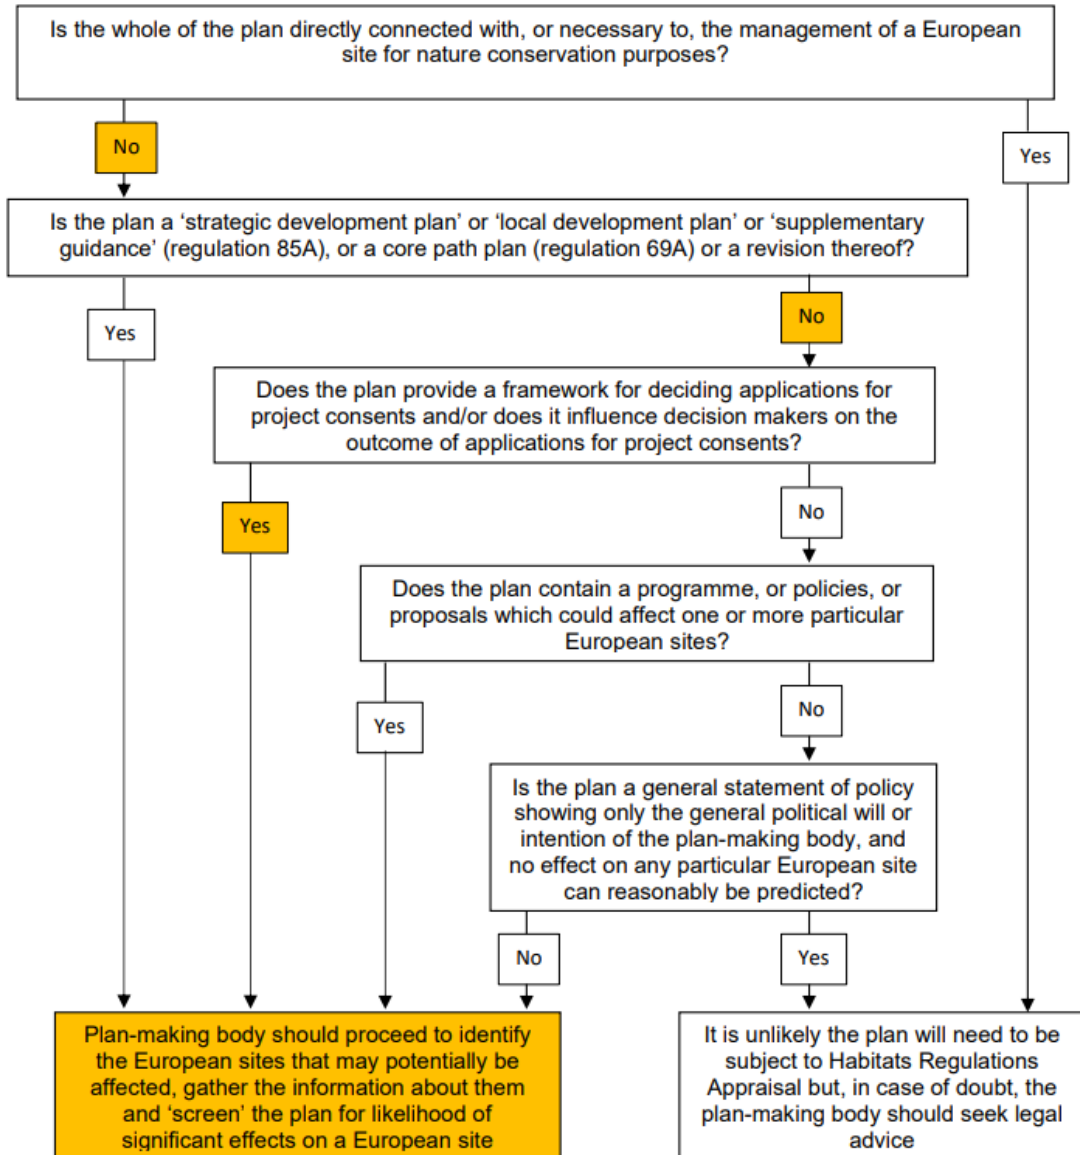 Is the whole of the plan directly connected with, or necessary to, the management of a European
site for nature conservation purposes?
No
Yes
Is the plan a ‘strategic development plan’ or ‘local development plan’ or ‘supplementary
guidance’ (regulation 85A), or a core path plan (regulation 69A) or a revision thereof?
Yes
No
Does the plan provide a framework for deciding applications for
project consents and/or does it influence decision makers on the
outcome of applications for project consents?
Yes
No
Does the plan contain a programme, or policies, or
proposals which could affect one or more particular
European sites?
Yes
No
Is the plan a general statement of policy
showing only the general political will or
intention of the plan-making body, and
no effect on any particular European site
can reasonably be predicted?
No
Yes
Plan-making body should proceed to identify
the European sites that may potentially be
affected, gather the information about them
and ‘screen’ the plan for likelihood of
significant effects on a European site
It is unlikely the plan will need to be
subject to Habitats Regulations
Appraisal but, in case of doubt, the
plan-making body should seek legal
advice